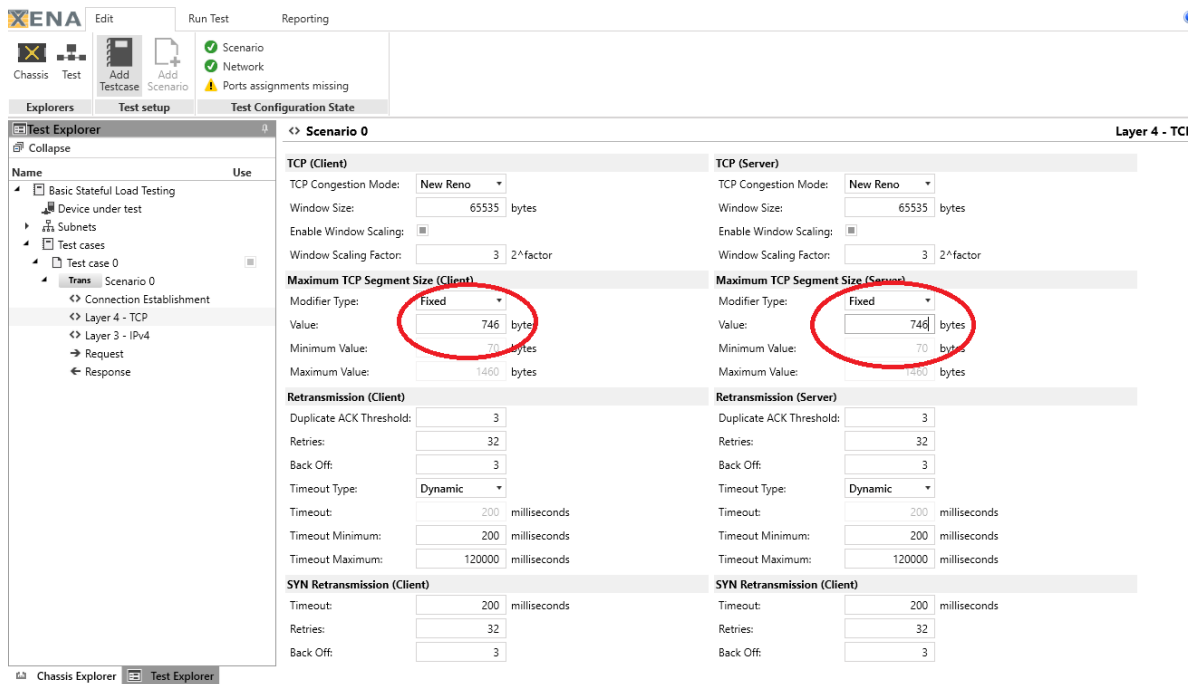 XENA Edit Run Test Reporting
Chassis Test Add Testcase Add Scenario
Scenario
Network
Ports assignments missing
Explorers Test setup Test Configuration State
Test Explorer
Collapse
Name Use
Basic Stateful Load Testing
Device under test
Subnets
Test cases
Test case 0
Trans Scenario 0
<> Connection Establishment
<> Layer 4 - TCP
<> Layer 3 - IPv4
→ Request
← Response
Chassis Explorer Test Explorer
<> Scenario 0 Layer 4 - TCP
TCP (Client)
TCP Congestion Mode: New Reno
Window Size: 65535 bytes
Enable Window Scaling:
Window Scaling Factor: 3 2^factor
Maximum TCP Segment Size (Client)
Modifier Type: Fixed
Value: 746 bytes
Minimum Value: 70 bytes
Maximum Value: 1460 bytes
Retransmission (Client)
Duplicate ACK Threshold: 3
Retries: 32
Back Off: 3
Timeout Type: Dynamic
Timeout: 200 milliseconds
Timeout Minimum: 200 milliseconds
Timeout Maximum: 120000 milliseconds
SYN Retransmission (Client)
Timeout: 200 milliseconds
Retries: 32
Back Off: 3
TCP (Server)
TCP Congestion Mode: New Reno
Window Size: 65535 bytes
Enable Window Scaling:
Window Scaling Factor: 3 2^factor
Maximum TCP Segment Size (Server)
Modifier Type: Fixed
Value: 746 bytes
Minimum Value: 70 bytes
Maximum Value: 1460 bytes
Retransmission (Server)
Duplicate ACK Threshold: 3
Retries: 32
Back Off: 3
Timeout Type: Dynamic
Timeout: 200 milliseconds
Timeout Minimum: 200 milliseconds
Timeout Maximum: 120000 milliseconds
SYN Retransmission (Client)
Timeout: 200 milliseconds
Retries: 32
Back Off: 3